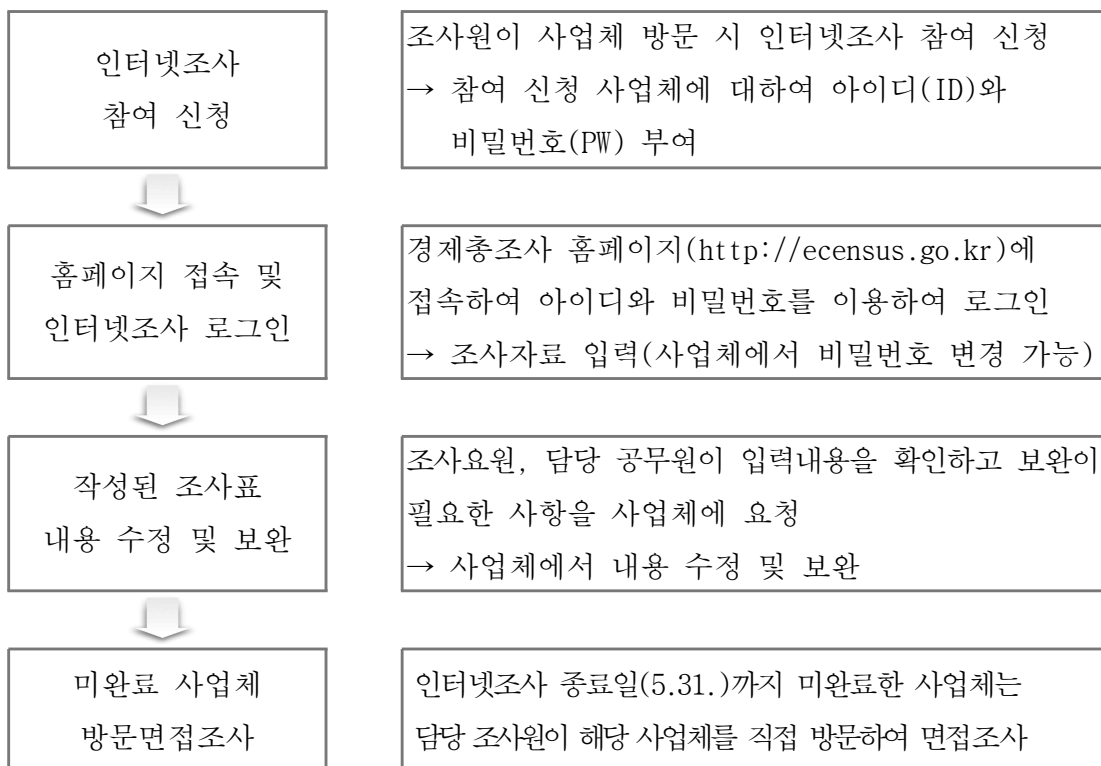 인터넷조사
참여 신청
조사원이 사업체 방문 시 인터넷조사 참여 신청
→ 참여 신청 사업체에 대하여 아이디(ID)와
비밀번호(PW) 부여
홈페이지 접속 및
인터넷조사 로그인
경제총조사 홈페이지(http://ecensus.go.kr)에
접속하여 아이디와 비밀번호를 이용하여 로그인
→ 조사자료 입력(사업체에서 비밀번호 변경 가능)
작성된 조사표
내용 수정 및 보완
조사요원, 담당 공무원이 입력내용을 확인하고 보완이
필요한 사항을 사업체에 요청
→ 사업체에서 내용 수정 및 보완
미완료 사업체
방문면접조사
인터넷조사 종료일(5.31.)까지 미완료한 사업체는
담당 조사원이 해당 사업체를 직접 방문하여 면접조사